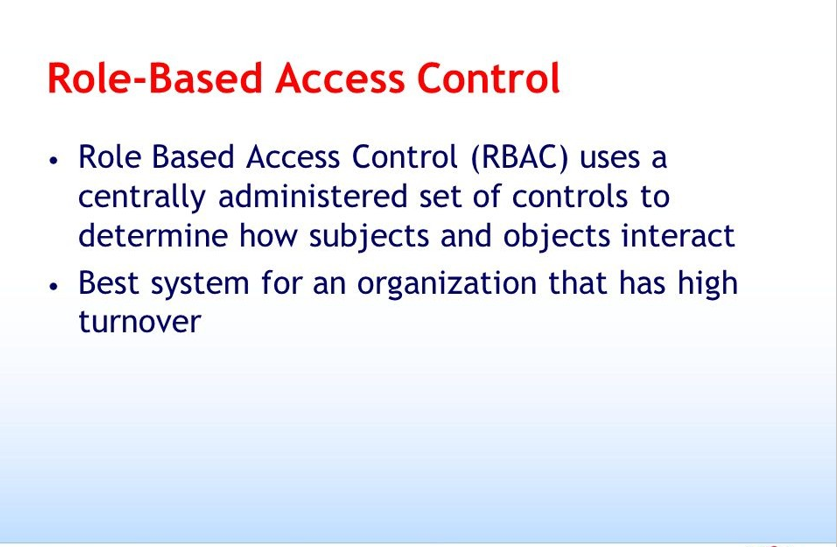 Role-Based Access Control
• Role Based Access Control (RBAC) uses a
centrally administered set of controls to
determine how subjects and objects interact
• Best system for an organization that has high
turnover